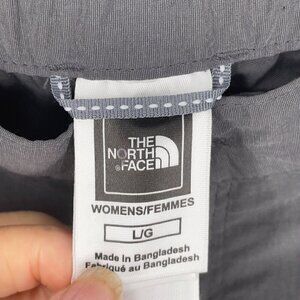 THE
NORTH
FACE
WOMENS/FEMMES
L/G
Made in Bangladesh
Fabriqué au Bangladesh